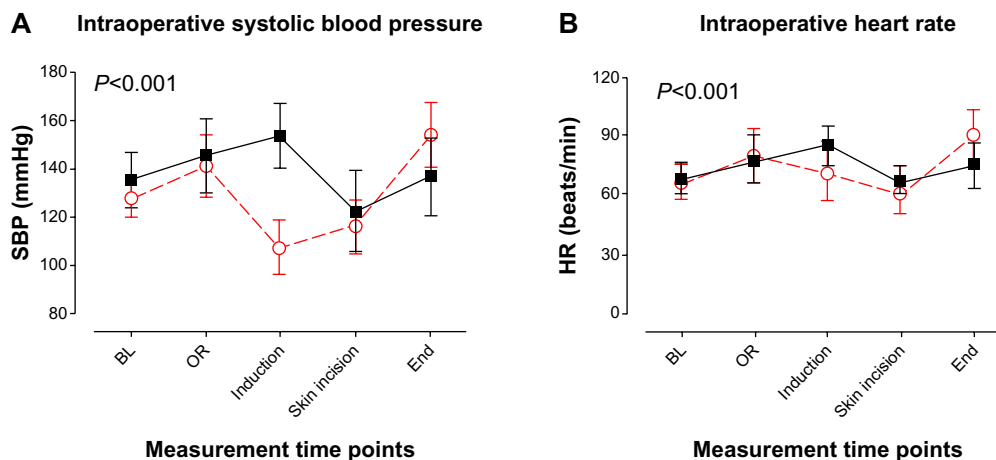 A Intraoperative systolic blood pressure
P<0.001
SBP (mmHg)
180
160
140
120
100
80
BL
OR
Induction
Skin incision
End
Measurement time points
B Intraoperative heart rate
P<0.001
HR (beats/min)
120
90
60
30
0
BL
OR
Induction
Skin incision
End
Measurement time points